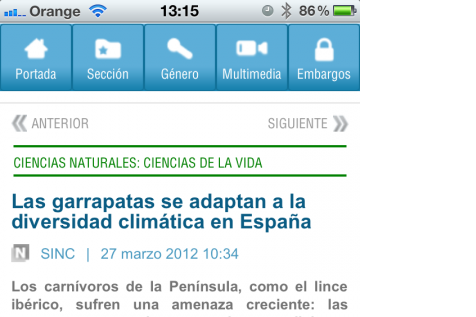 Orange 13:15 86%
Portada Sección Género Multimedia Embargos
ANTERIOR SIGUIENTE
CIENCIAS NATURALES: CIENCIAS DE LA VIDA
Las garrapatas se adaptan a la
diversidad climática en España
N SINC | 27 marzo 2012 10:34
Los carnívoros de la Península, como el lince
ibérico, sufren una amenaza creciente: las